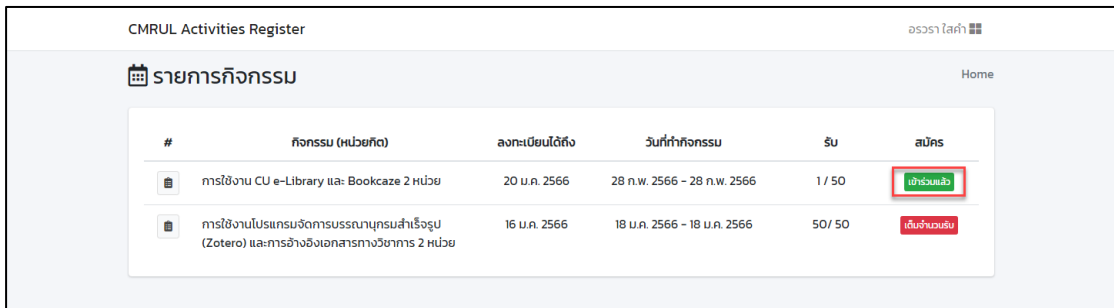 CMRUL Activities Register
อรวรา ใสคำ
รายการกิจกรรม
Home
# กิจกรรม (หน่วยกิต) ลงทะเบียนได้ถึง วันที่ทำกิจกรรม รับ สมัคร
การใช้งาน CU e-Library และ Bookcaze 2 หน่วย 20 ม.ค. 2566 28 ก.พ. 2566 - 28 ก.พ. 2566 1 / 50 เข้าร่วมแล้ว
การใช้งานโปรแกรมจัดการบรรณานุกรมสำเร็จรูป 16 ม.ค. 2566 18 ม.ค. 2566 - 18 ม.ค. 2566 50/ 50 เต็มจำนวนรับ
(Zotero) และการอ้างอิงเอกสารทางวิชาการ 2 หน่วย